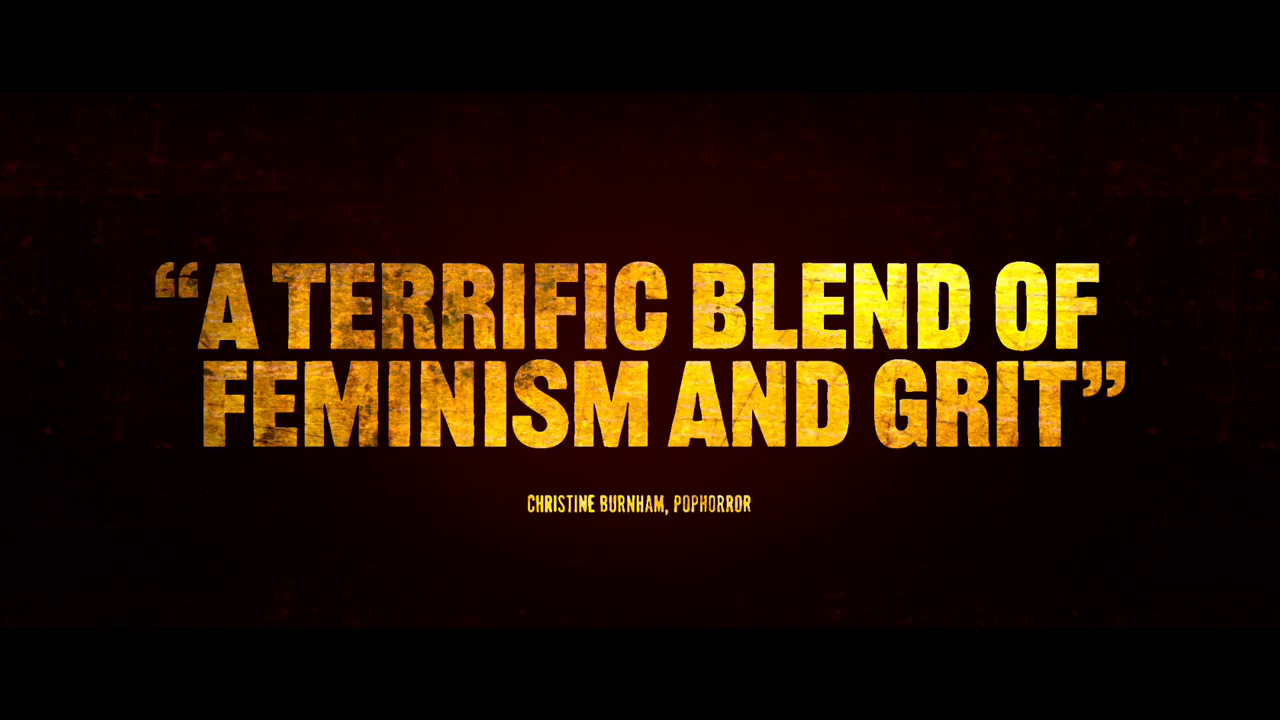 “A TERRIFIC BLEND OF
FEMINISM AND GRIT”
CHRISTINE BURNHAM, POPHORROR